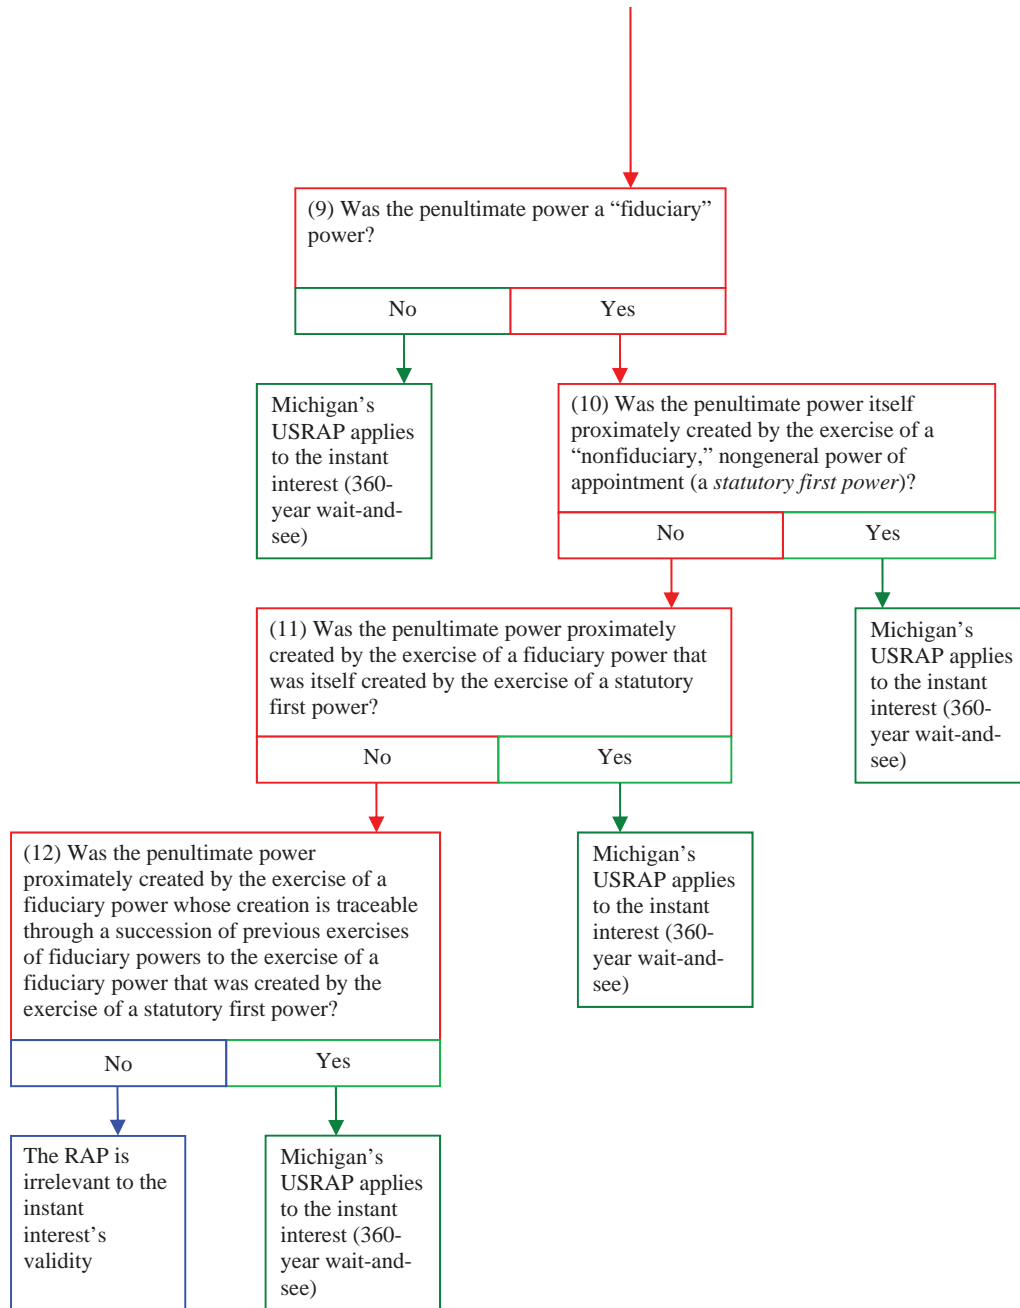 (9) Was the penultimate power a “fiduciary”
power?
No
Yes
Michigan’s
USRAP applies
to the instant
interest (360-
year wait-and-
see)
(10) Was the penultimate power itself
proximately created by the exercise of a
“nonfiduciary,” nongeneral power of
appointment (a statutory first power)?
No
Yes
Michigan’s
USRAP applies
to the instant
interest (360-
year wait-and-
see)
(11) Was the penultimate power proximately
created by the exercise of a fiduciary power that
was itself created by the exercise of a statutory
first power?
No
Yes
Michigan’s
USRAP applies
to the instant
interest (360-
year wait-and-
see)
(12) Was the penultimate power
proximately created by the exercise of a
fiduciary power whose creation is traceable
through a succession of previous exercises
of fiduciary powers to the exercise of a
fiduciary power that was created by the
exercise of a statutory first power?
No
Yes
The RAP is
irrelevant to the
instant
interest’s
validity
Michigan’s
USRAP applies
to the instant
interest (360-
year wait-and-
see)